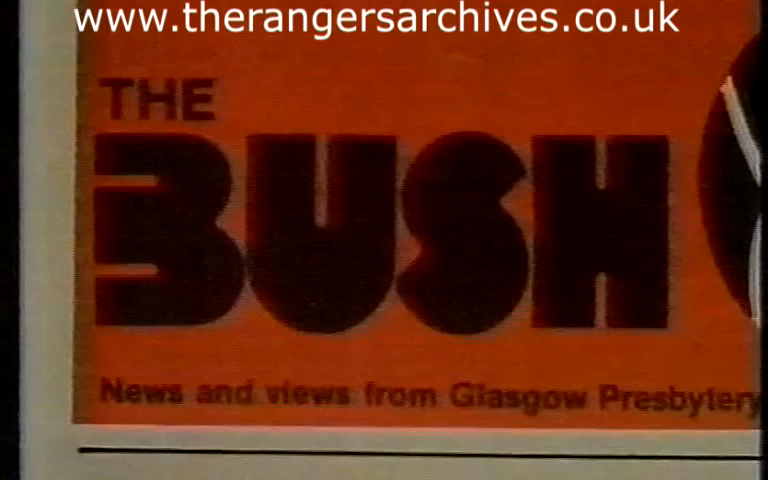 www.therangersarchives.co.uk
THE
BUSH
News and views from Glasgow Presbytery